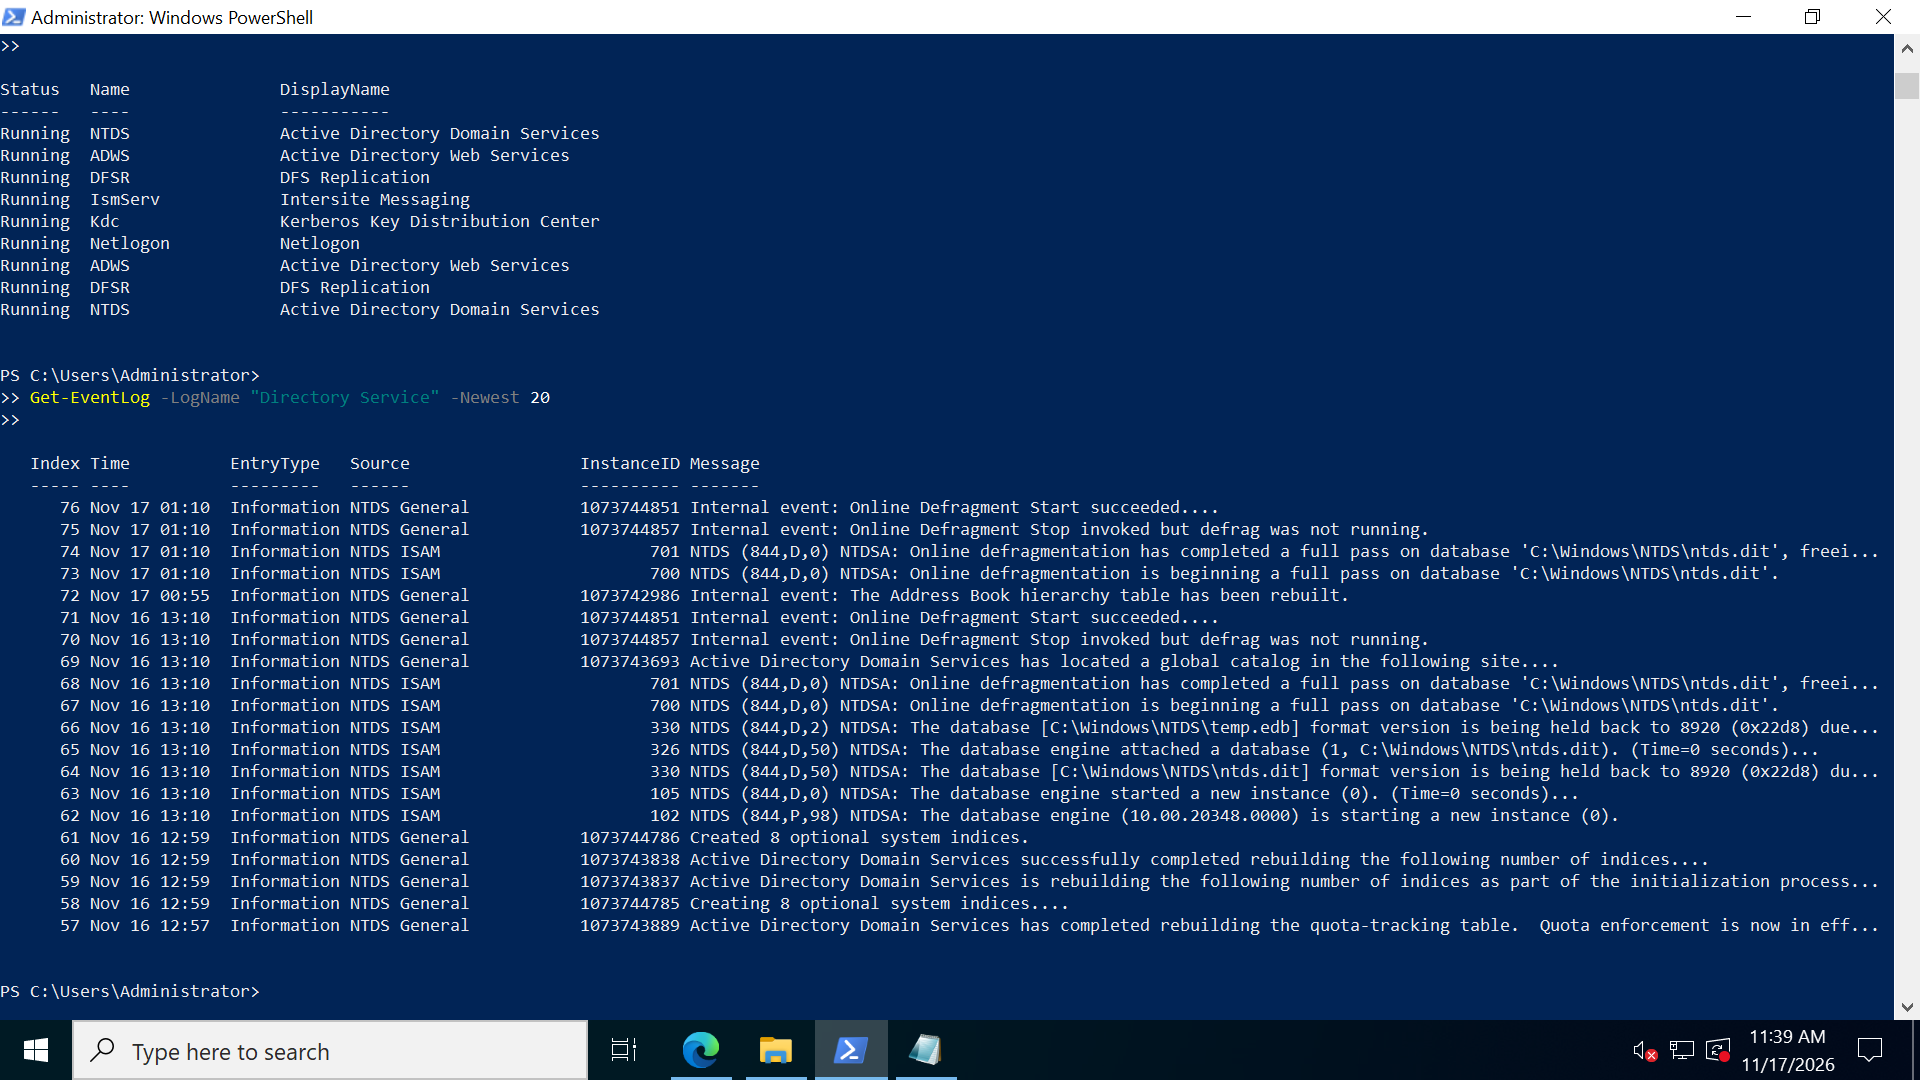 Administrator: Windows PowerShell
>>
Status   Name               DisplayName
------   ----               -----------
Running  NTDS               Active Directory Domain Services
Running  ADWS               Active Directory Web Services
Running  DFSR               DFS Replication
Running  IsmServ            Intersite Messaging
Running  Kdc                Kerberos Key Distribution Center
Running  Netlogon           Netlogon
Running  ADWS               Active Directory Web Services
Running  DFSR               DFS Replication
Running  NTDS               Active Directory Domain Services
PS C:\Users\Administrator>
>> Get-EventLog -LogName "Directory Service" -Newest 20
>>
   Index Time          EntryType   Source                 InstanceID Message
   ----- ----          ---------   ------                 ---------- -------
      76 Nov 17 01:10  Information NTDS General           1073744851 Internal event: Online Defragment Start succeeded....
      75 Nov 17 01:10  Information NTDS General           1073744857 Internal event: Online Defragment Stop invoked but defrag was not running.
      74 Nov 17 01:10  Information NTDS ISAM                     701 NTDS (844,D,0) NTDSA: Online defragmentation has completed a full pass on database 'C:\Windows\NTDS\ntds.dit', freei...
      73 Nov 17 01:10  Information NTDS ISAM                     700 NTDS (844,D,0) NTDSA: Online defragmentation is beginning a full pass on database 'C:\Windows\NTDS\ntds.dit'.
      72 Nov 17 00:55  Information NTDS General           1073742986 Internal event: The Address Book hierarchy table has been rebuilt.
      71 Nov 16 13:10  Information NTDS General           1073744851 Internal event: Online Defragment Start succeeded....
      70 Nov 16 13:10  Information NTDS General           1073744857 Internal event: Online Defragment Stop invoked but defrag was not running.
      69 Nov 16 13:10  Information NTDS General           1073743693 Active Directory Domain Services has located a global catalog in the following site....
      68 Nov 16 13:10  Information NTDS ISAM                     701 NTDS (844,D,0) NTDSA: Online defragmentation has completed a full pass on database 'C:\Windows\NTDS\ntds.dit', freei...
      67 Nov 16 13:10  Information NTDS ISAM                     700 NTDS (844,D,0) NTDSA: Online defragmentation is beginning a full pass on database 'C:\Windows\NTDS\ntds.dit'.
      66 Nov 16 13:10  Information NTDS ISAM                     330 NTDS (844,D,2) NTDSA: The database [C:\Windows\NTDS\temp.edb] format version is being held back to 8920 (0x22d8) due...
      65 Nov 16 13:10  Information NTDS ISAM                     326 NTDS (844,D,50) NTDSA: The database engine attached a database (1, C:\Windows\NTDS\ntds.dit). (Time=0 seconds)...
      64 Nov 16 13:10  Information NTDS ISAM                     330 NTDS (844,D,50) NTDSA: The database [C:\Windows\NTDS\ntds.dit] format version is being held back to 8920 (0x22d8) du...
      63 Nov 16 13:10  Information NTDS ISAM                     105 NTDS (844,D,0) NTDSA: The database engine started a new instance (0). (Time=0 seconds)...
      62 Nov 16 13:10  Information NTDS ISAM                     102 NTDS (844,P,98) NTDSA: The database engine (10.00.20348.0000) is starting a new instance (0).
      61 Nov 16 12:59  Information NTDS General           1073744786 Created 8 optional system indices.
      60 Nov 16 12:59  Information NTDS General           1073743838 Active Directory Domain Services successfully completed rebuilding the following number of indices....
      59 Nov 16 12:59  Information NTDS General           1073743837 Active Directory Domain Services is rebuilding the following number of indices as part of the initialization process...
      58 Nov 16 12:59  Information NTDS General           1073744785 Creating 8 optional system indices....
      57 Nov 16 12:57  Information NTDS General           1073743889 Active Directory Domain Services has completed rebuilding the quota-tracking table.  Quota enforcement is now in eff...
PS C:\Users\Administrator>
Type here to search
11:39 AM
11/17/2026